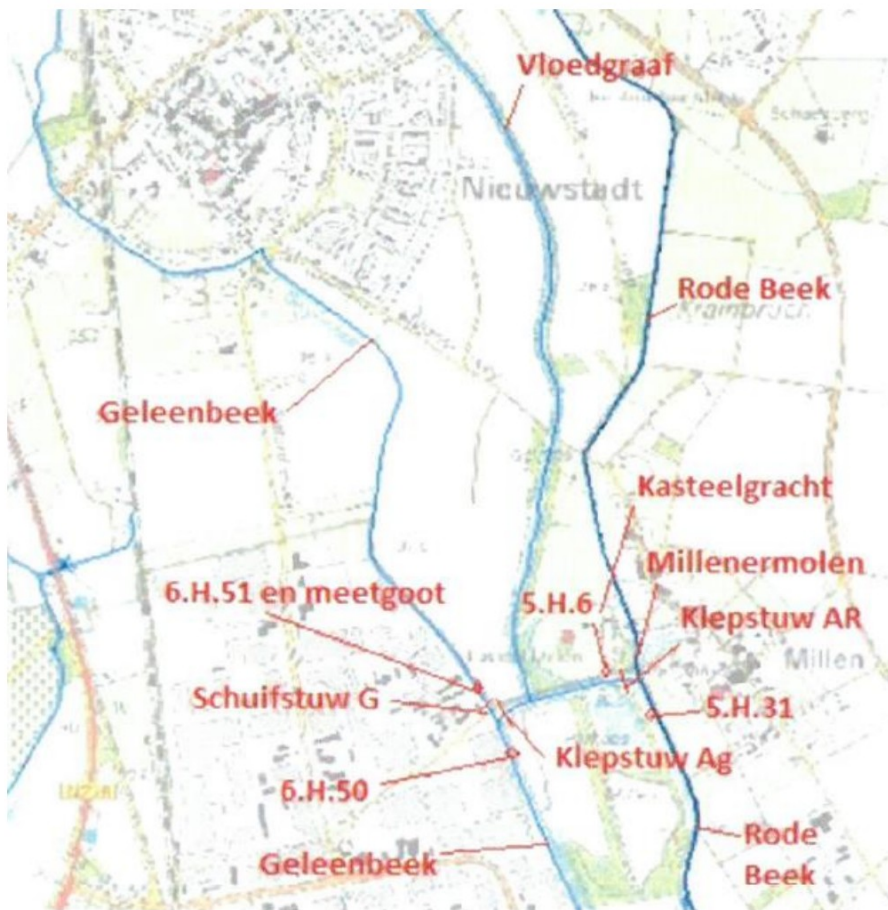 Vloedgraaf
Nieuwstadt
Rode Beek
Geleenbeek
Kasteelgracht
Millenermolen
6.H.51 en meetgoot
5.H.6
Klepstuw AR
Millen
Schuifstuw G
5.H.31
Klepstuw Ag
6.H.50
Geleenbeek
Rode
Beek